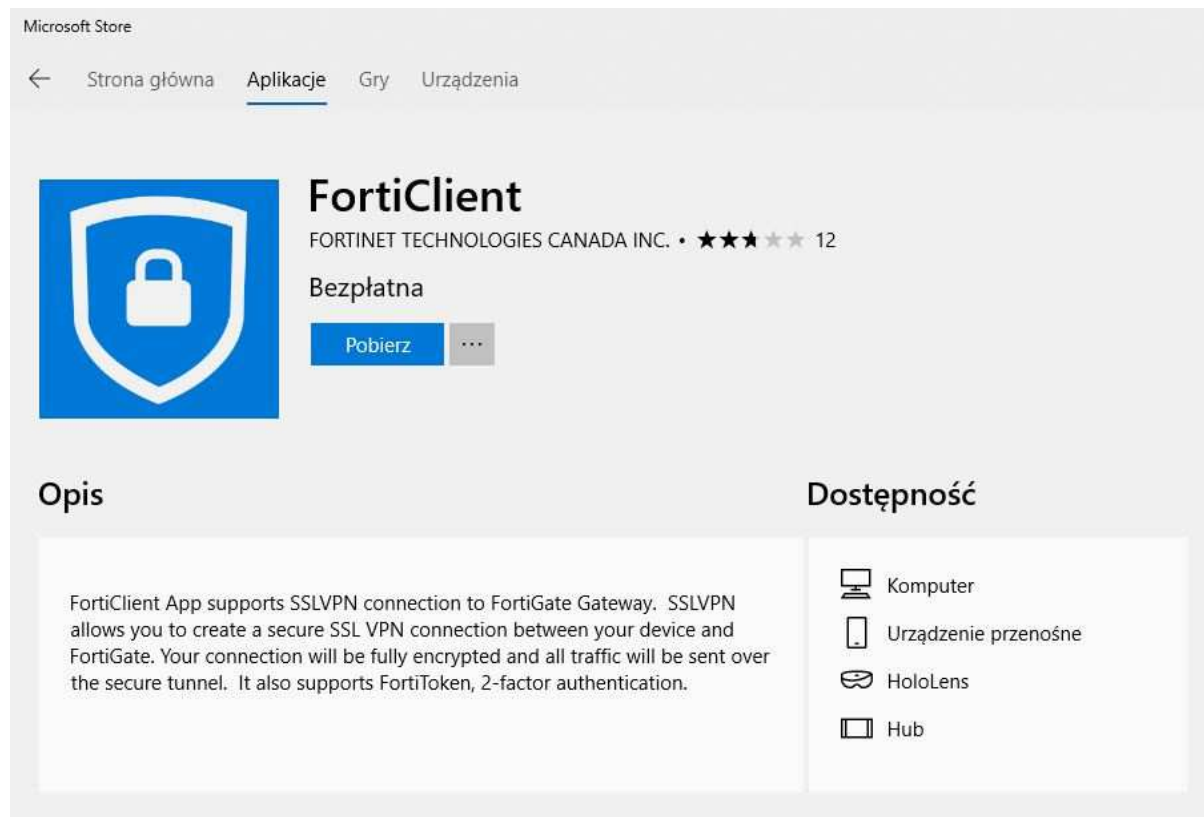 Microsoft Store
Strona główna Aplikacje Gry Urządzenia
FortiClient
FORTINET TECHNOLOGIES CANADA INC. • ★★★★★ 12
Bezpłatna
Pobierz ...
Opis
FortiClient App supports SSLVPN connection to FortiGate Gateway.  SSLVPN
allows you to create a secure SSL VPN connection between your device and
FortiGate. Your connection will be fully encrypted and all traffic will be sent over
the secure tunnel.  It also supports FortiToken, 2-factor authentication.
Dostępność
Komputer
Urządzenie przenośne
HoloLens
Hub